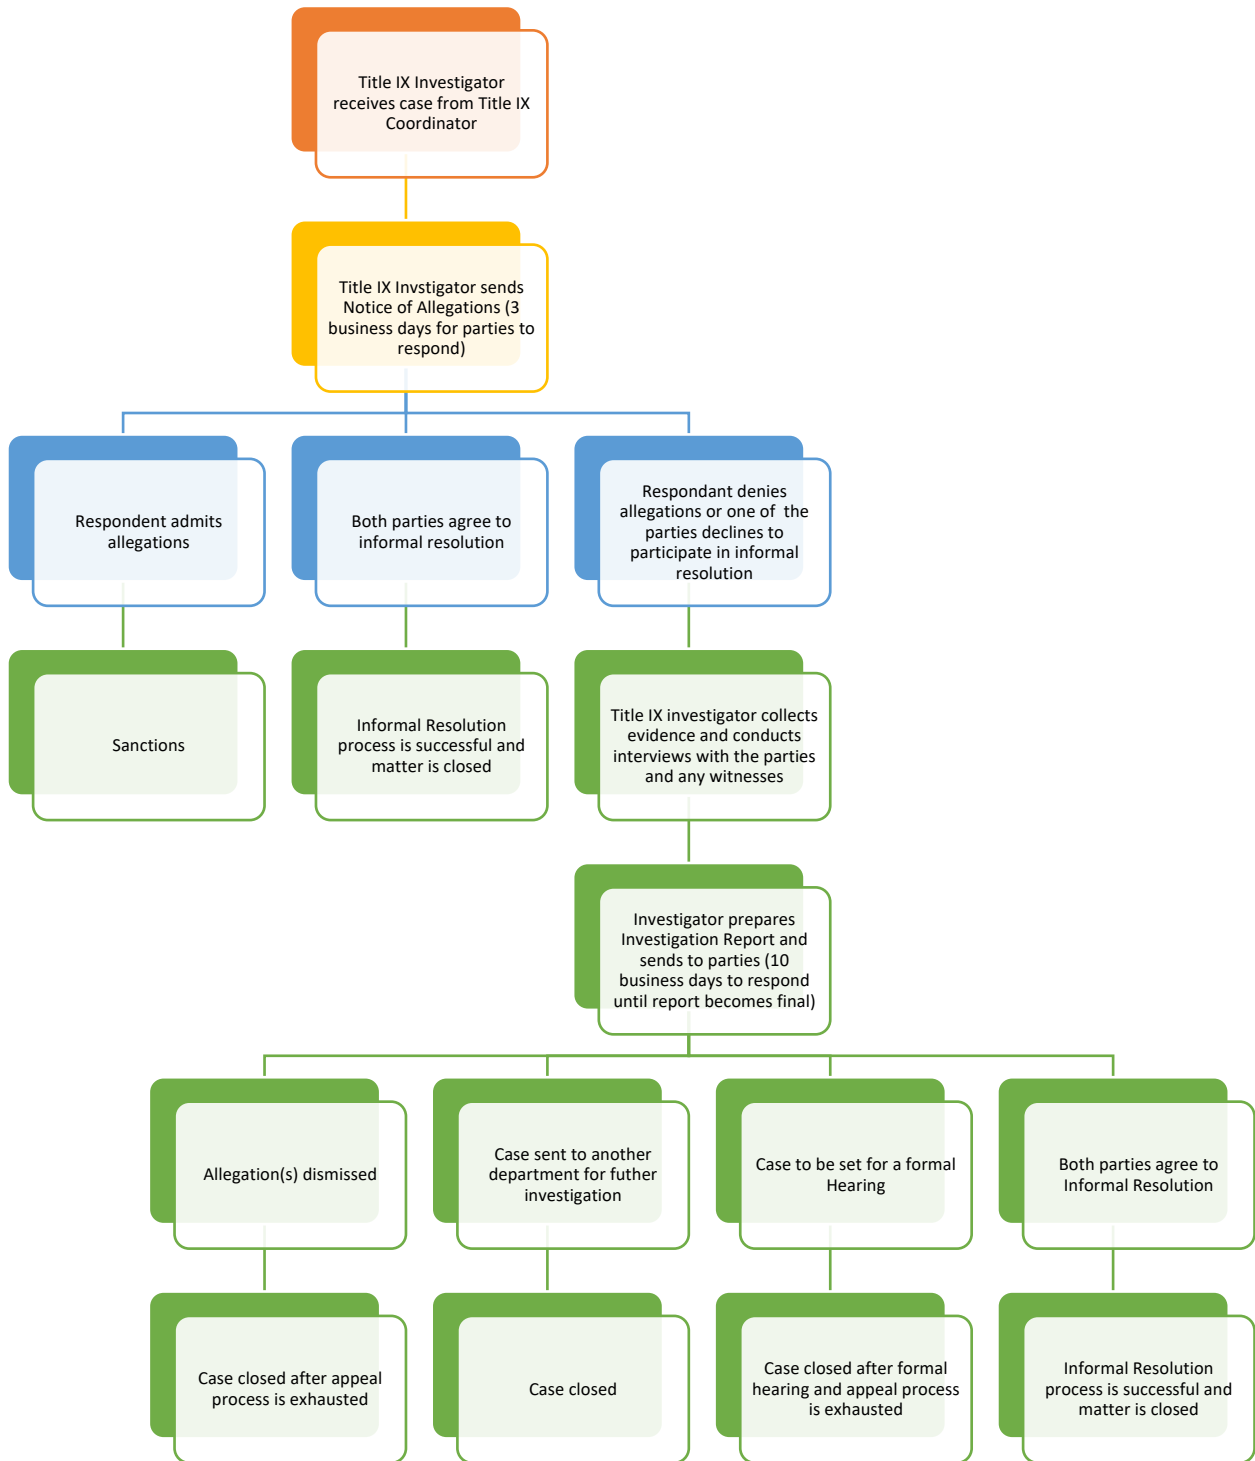 Title IX Investigator
receives case from Title IX
Coordinator
Title IX Invstigator sends
Notice of Allegations (3
business days for parties to
respond)
Respondent admits
allegations
Both parties agree to
informal resolution
Respondant denies
allegations or one of  the
parties declines to
participate in informal
resolution
Sanctions
Informal Resolution
process is successful and
matter is closed
Title IX investigator collects
evidence and conducts
interviews with the parties
and any witnesses
Investigator prepares
Investigation Report and
sends to parties (10
business days to respond
until report becomes final)
Allegation(s) dismissed
Case sent to another
department for futher
investigation
Case to be set for a formal
Hearing
Both parties agree to
Informal Resolution
Case closed after appeal
process is exhausted
Case closed
Case closed after formal
hearing and appeal process
is exhausted
Informal Resolution
process is successful and
matter is closed